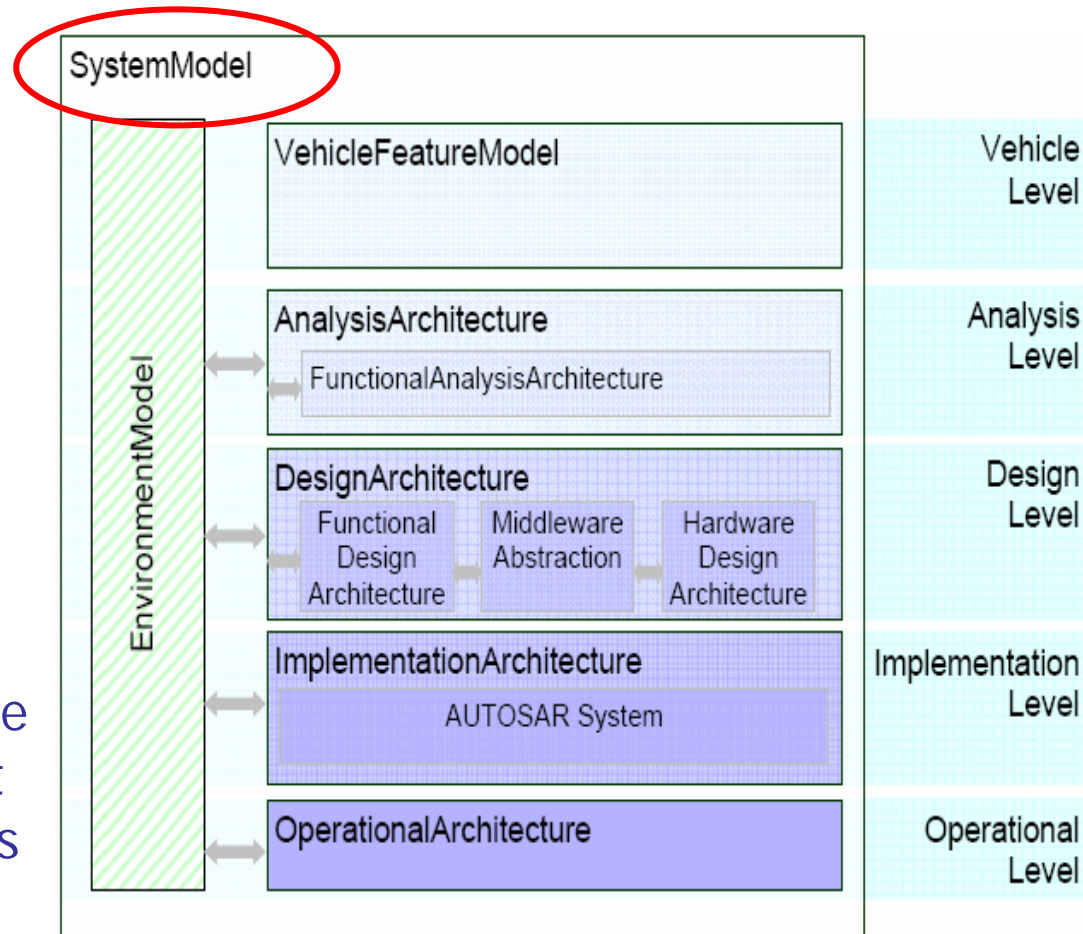 SystemModel
EnvironmentModel
VehicleFeatureModel
Vehicle
Level
AnalysisArchitecture
FunctionalAnalysisArchitecture
Analysis
Level
DesignArchitecture
Functional
Design
Architecture
Middleware
Abstraction
Hardware
Design
Architecture
Design
Level
ImplementationArchitecture
AUTOSAR System
Implementation
Level
OperationalArchitecture
Operational
Level